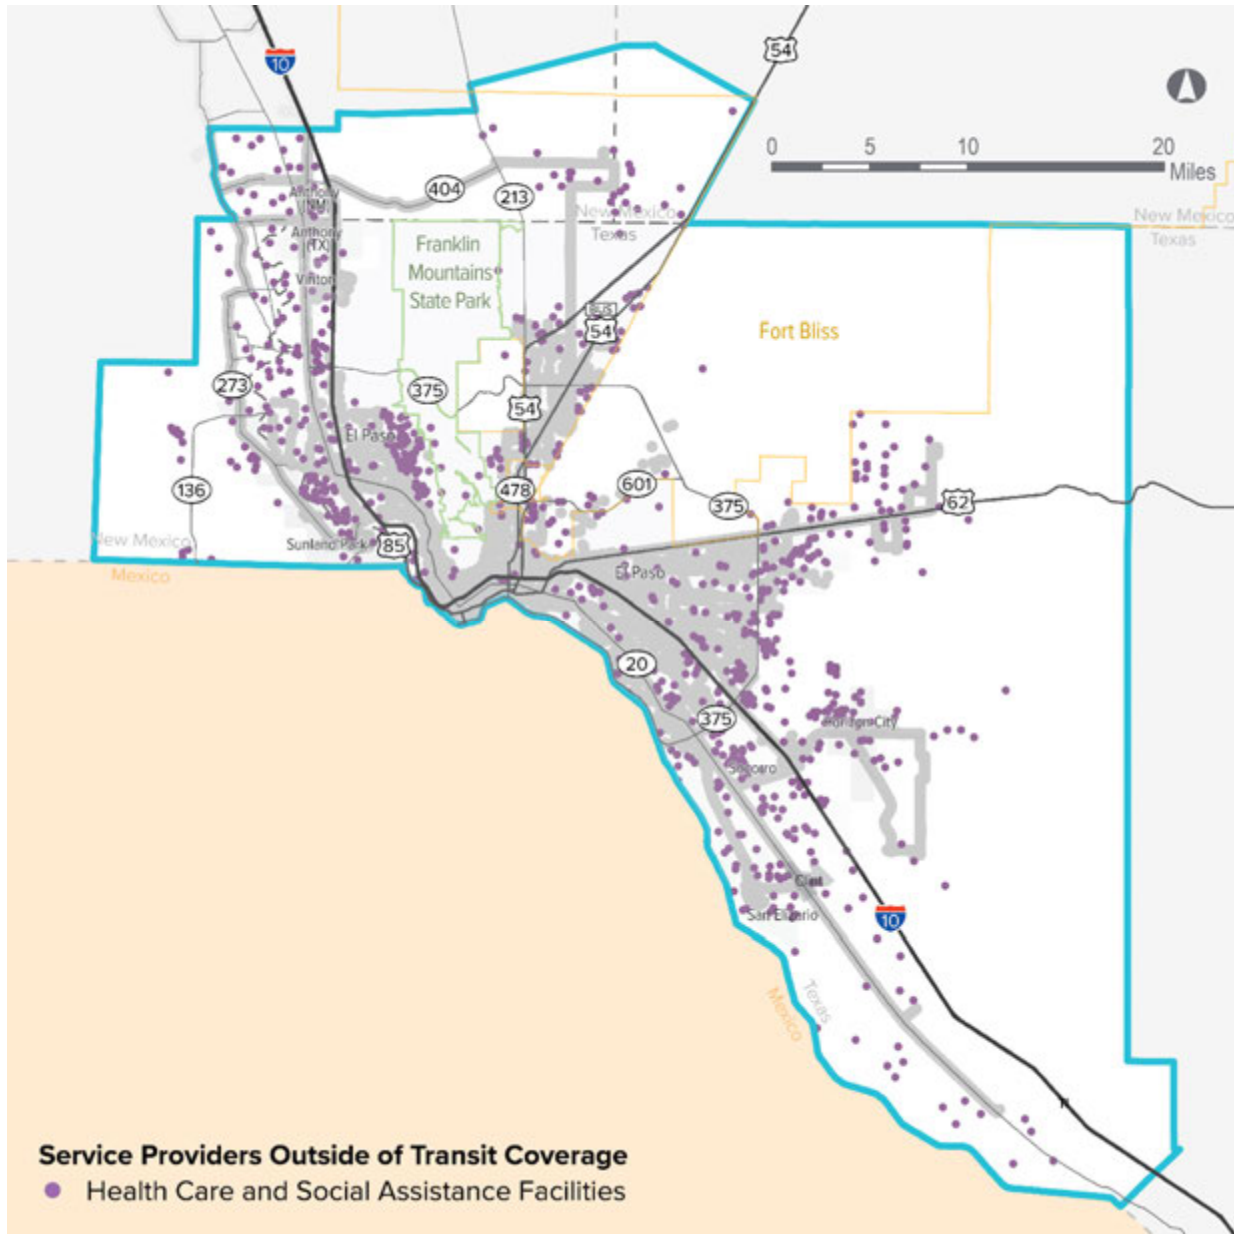 54
10
0
5
10
20
Miles
404
213
Anthony
(NM)
New Mexico
Texas
New Mexico
Texas
Anthony
(TX)
Franklin
Mountains
State Park
Vinton
BUS
54
Fort Bliss
273
375
54
El Paso
136
478
601
375
62
New Mexico
Sunland Park
85
Mexico
El Paso
20
375
Horizon City
Socorro
Clint
San Elizario
10
Texas
Mexico
Service Providers Outside of Transit Coverage
Health Care and Social Assistance Facilities